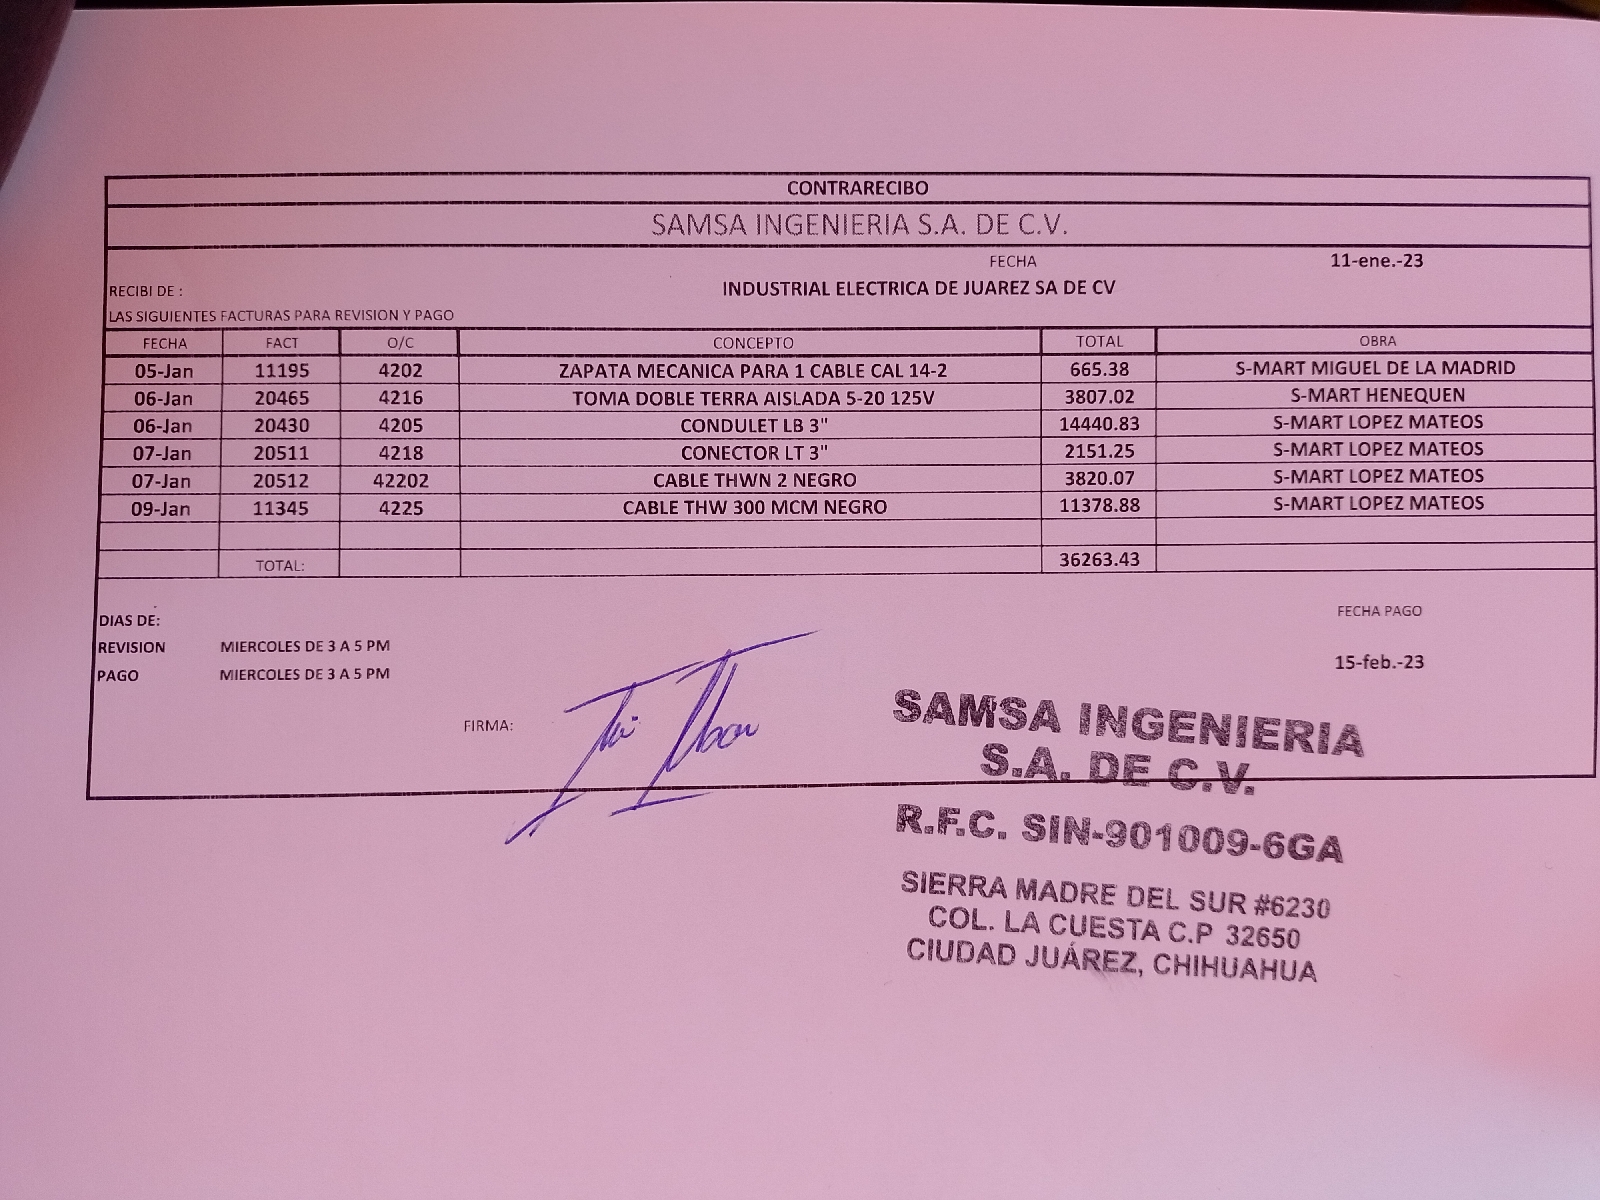 CONTRARECIBO
SAMSA INGENIERIA S.A. DE C.V.
FECHA 11-ene.-23
RECIBI DE : INDUSTRIAL ELECTRICA DE JUAREZ SA DE CV
LAS SIGUIENTES FACTURAS PARA REVISION Y PAGO
FECHA FACT O/C CONCEPTO TOTAL OBRA
05-Jan 11195 4202 ZAPATA MECANICA PARA 1 CABLE CAL 14-2 665.38 S-MART MIGUEL DE LA MADRID
06-Jan 20465 4216 TOMA DOBLE TERRA AISLADA 5-20 125V 3807.02 S-MART HENEQUEN
06-Jan 20430 4205 CONDULET LB 3" 14440.83 S-MART LOPEZ MATEOS
07-Jan 20511 4218 CONECTOR LT 3" 2151.25 S-MART LOPEZ MATEOS
07-Jan 20512 42202 CABLE THWN 2 NEGRO 3820.07 S-MART LOPEZ MATEOS
09-Jan 11345 4225 CABLE THW 300 MCM NEGRO 11378.88 S-MART LOPEZ MATEOS
TOTAL: 36263.43
DIAS DE: FECHA PAGO
REVISION MIERCOLES DE 3 A 5 PM
PAGO MIERCOLES DE 3 A 5 PM 15-feb.-23
FIRMA:
SAMSA INGENIERIA
S.A. DE C.V.
R.F.C. SIN-901009-6GA
SIERRA MADRE DEL SUR #6230
COL. LA CUESTA C.P 32650
CIUDAD JUÁREZ, CHIHUAHUA